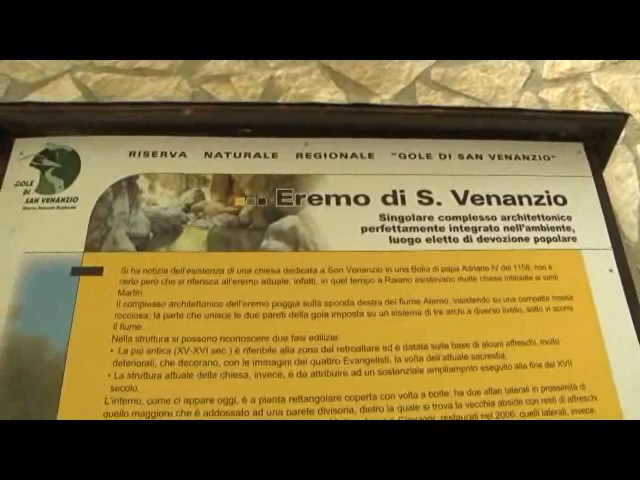 RISERVA NATURALE REGIONALE "GOLE DI SAN VENANZIO"
GOLE
DI
SAN VENANZIO
Riserva Naturale Regionale
Eremo di S. Venanzio
Singolare complesso architettonico
perfettamente integrato nell'ambiente,
luogo eletto di devozione popolare
Si ha notizia dell'esistenza di una chiesa dedicata a San Venanzio in una Bolla di papa Adriano IV del 1156, non è
certo però che si riferisca all'eremo attuale; infatti, in quel tempo a Raiano esistevano molte chiese intitolate ai santi
Martiri.
Il complesso architettonico dell'eremo poggia sulla sponda destra del fiume Aterno, insistendo su una compatta massa
rocciosa; la parte che unisce le due pareti della gola imposta su un sistema di tre archi a diverso livello, sotto vi scorre
il fiume.
Nella struttura si possono riconoscere due fasi edilizie:
• La più antica (XV-XVI sec.) è riferibile alla zona del retroaltare ed è datata sulla base di alcuni affreschi, molto
deteriorati, che decorano, con le immagini dei quattro Evangelisti, la volta dell'attuale sacrestia.
• La struttura attuale della chiesa, invece, è da attribuire ad un sostanziale ampliamento eseguito alla fine del XVII
secolo.
L'interno, come ci appare oggi, è a pianta rettangolare coperta con volta a botte; ha due altari laterali in prossimità di
quello maggiore che è addossato ad una parete divisoria, dietro la quale si trova la vecchia abside con resti di affreschi
restaurati nel 2006; quelli laterali, invece,